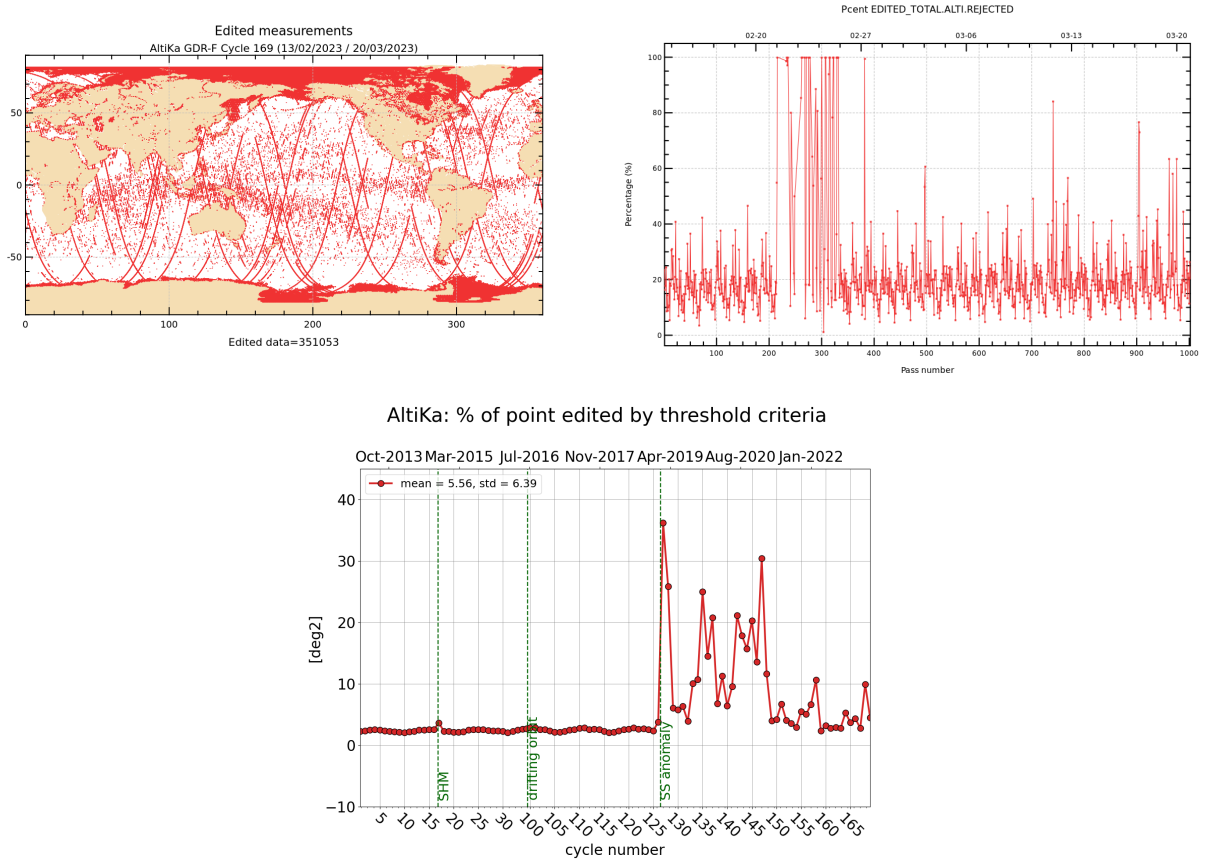 Edited measurements
AltiKa GDR-F Cycle 169 (13/02/2023 / 20/03/2023)
50
0
-50
0 100 200 300
Edited data=351053
Pcent EDITED_TOTAL.ALTI.REJECTED
02-20 02-27 03-06 03-13 03-20
Percentage (%)
100
80
60
40
20
0
100 200 300 400 500 600 700 800 900 1000
Pass number
AltiKa: % of point edited by threshold criteria
Oct-2013 Mar-2015 Jul-2016 Nov-2017 Apr-2019 Aug-2020 Jan-2022
mean = 5.56, std = 6.39
[deg2]
40
30
20
10
0
−10
SHM
drifting orbit
SS anomaly
5 10 15 20 25 30 100 105 110 115 120 125 130 135 140 145 150 155 160 165
cycle number